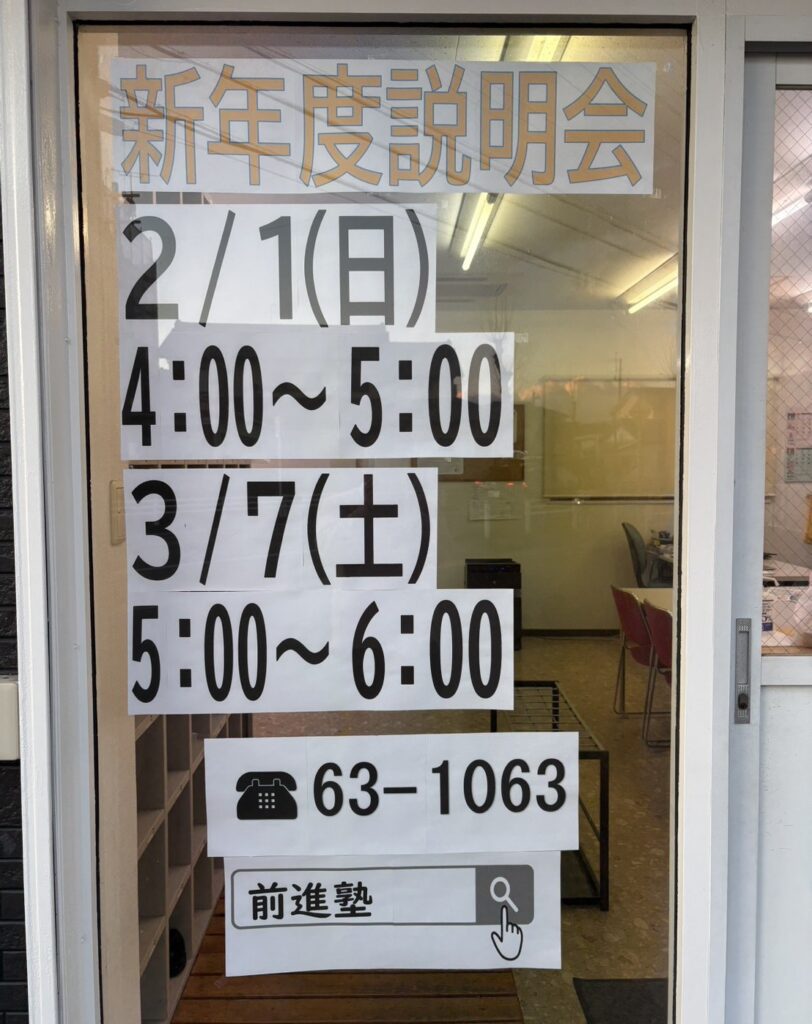 新年度説明会
2/1(日)
4:00～5:00
3/7(土)
5:00～6:00
63-1063
前進塾